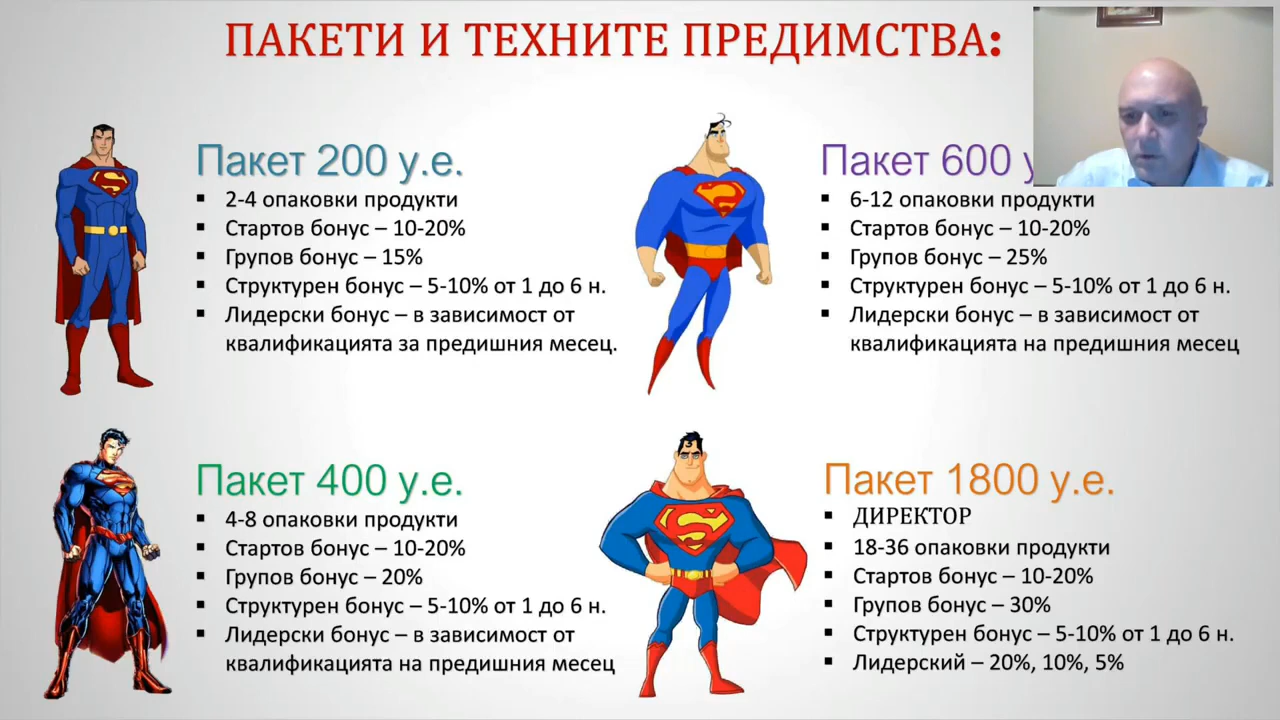 ПАКЕТИ И ТЕХНИТЕ ПРЕДИМСТВА:
Пакет 200 у.е.
▪ 2-4 опаковки продукти
▪ Стартов бонус – 10-20%
▪ Групов бонус – 15%
▪ Структурен бонус – 5-10% от 1 до 6 н.
▪ Лидерски бонус – в зависимост от
квалификацията за предишния месец.
Пакет 600 у
▪ 6-12 опаковки продукти
▪ Стартов бонус – 10-20%
▪ Групов бонус – 25%
▪ Структурен бонус – 5-10% от 1 до 6 н.
▪ Лидерски бонус – в зависимост от
квалификацията на предишния месец
Пакет 400 у.е.
▪ 4-8 опаковки продукти
▪ Стартов бонус – 10-20%
▪ Групов бонус – 20%
▪ Структурен бонус – 5-10% от 1 до 6 н.
▪ Лидерски бонус – в зависимост от
квалификацията на предишния месец
Пакет 1800 у.е.
▪ ДИРЕКТОР
▪ 18-36 опаковки продукти
▪ Стартов бонус – 10-20%
▪ Групов бонус – 30%
▪ Структурен бонус – 5-10% от 1 до 6 н.
▪ Лидерский – 20%, 10%, 5%